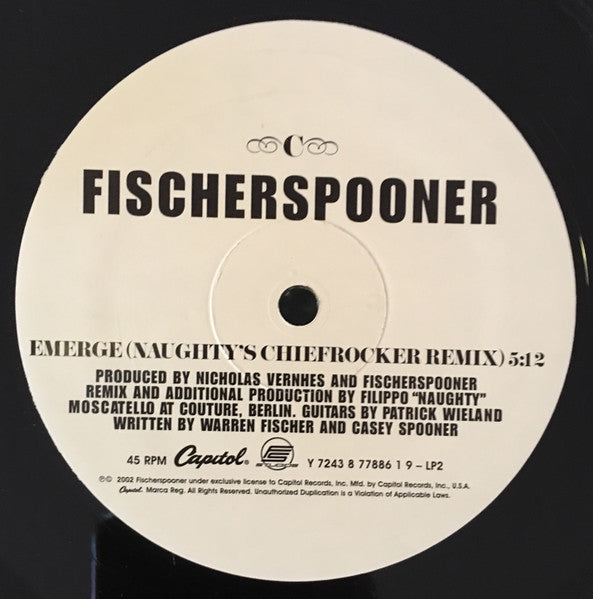 C
FISCHERSPOONER
EMERGE (NAUGHTY'S CHIEFROCKER REMIX) 5:12
PRODUCED BY NICHOLAS VERNHES AND FISCHERSPOONER
REMIX AND ADDITIONAL PRODUCTION BY FILIPPO "NAUGHTY"
MOSCATELLO AT COUTURE, BERLIN. GUITARS BY PATRICK WIELAND
WRITTEN BY WARREN FISCHER AND CASEY SPOONER
45 RPM Capitol® FS STUDIOS Y 7243 8 77886 1 9 – LP2
℗© 2002 Fischerspooner under exclusive license to Capitol Records, Inc. Mfd. by Capitol Records, Inc., U.S.A.
Capitol. Marca Reg. All Rights Reserved. Unauthorized Duplication is a Violation of Applicable Laws.